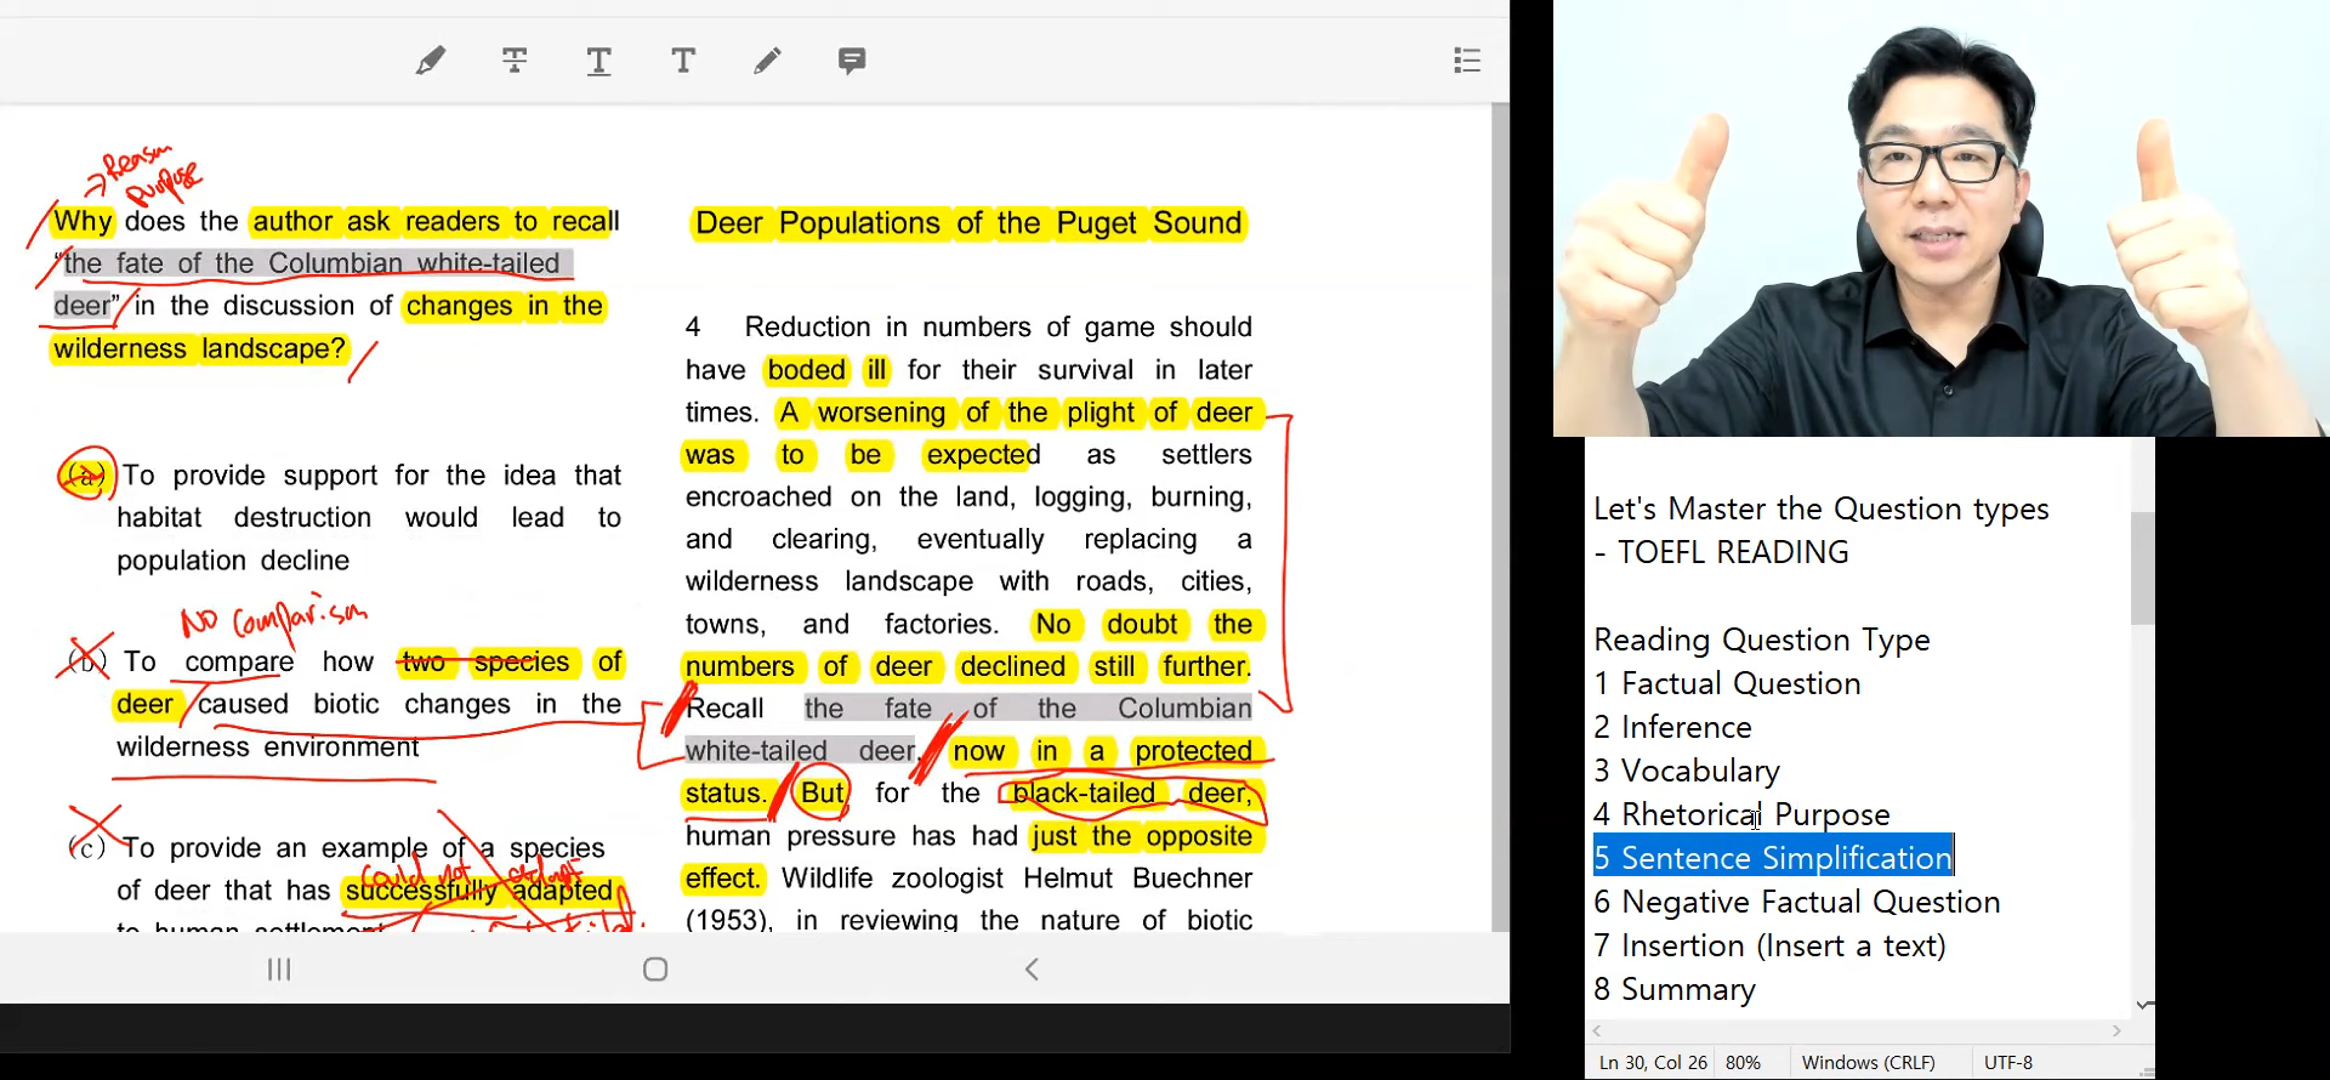 Reason
Purpose
Why does the author ask readers to recall
"the fate of the Columbian white-tailed
deer" in the discussion of changes in the
wilderness landscape?
(a) To provide support for the idea that
habitat destruction would lead to
population decline
No comparison
(b) To compare how two species of
deer caused biotic changes in the
wilderness environment
(c) To provide an example of a species
could not adapt
of deer that has successfully adapted
to human settlement
Deer Populations of the Puget Sound
4 Reduction in numbers of game should
have boded ill for their survival in later
times. A worsening of the plight of deer
was to be expected as settlers
encroached on the land, logging, burning,
and clearing, eventually replacing a
wilderness landscape with roads, cities,
towns, and factories. No doubt the
numbers of deer declined still further.
Recall the fate of the Columbian
white-tailed deer, now in a protected
status. But for the black-tailed deer,
human pressure has had just the opposite
effect. Wildlife zoologist Helmut Buechner
(1953), in reviewing the nature of biotic
Let's Master the Question types
- TOEFL READING
Reading Question Type
1 Factual Question
2 Inference
3 Vocabulary
4 Rhetorical Purpose
5 Sentence Simplification
6 Negative Factual Question
7 Insertion (Insert a text)
8 Summary
Ln 30, Col 26 80% Windows (CRLF) UTF-8